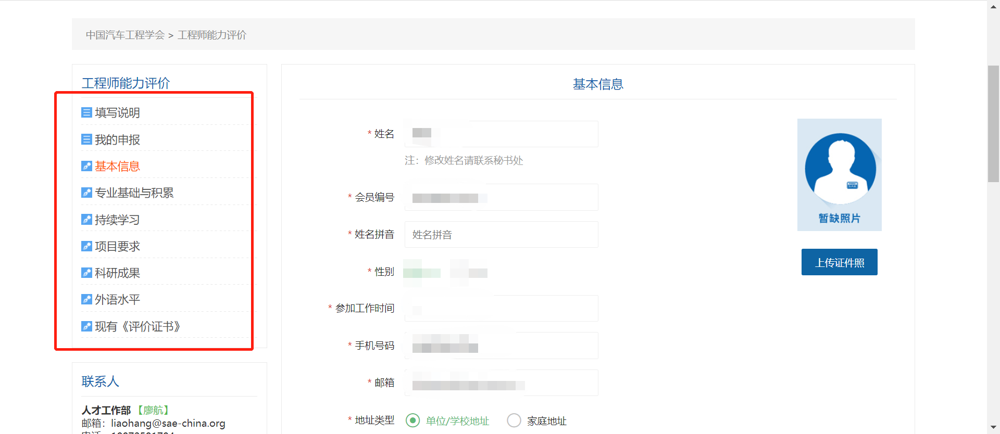 中国汽车工程学会 > 工程师能力评价
工程师能力评价
填写说明
我的申报
基本信息
专业基础与积累
持续学习
项目要求
科研成果
外语水平
现有《评价证书》
联系人
人才工作部【廖航】
邮箱：liaohang@sae-china.org
基本信息
* 姓名
注：修改姓名请联系秘书处
* 会员编号
* 姓名拼音 姓名拼音
* 性别
* 参加工作时间
* 手机号码
* 邮箱
* 地址类型 单位/学校地址 家庭地址
暂缺照片
上传证件照